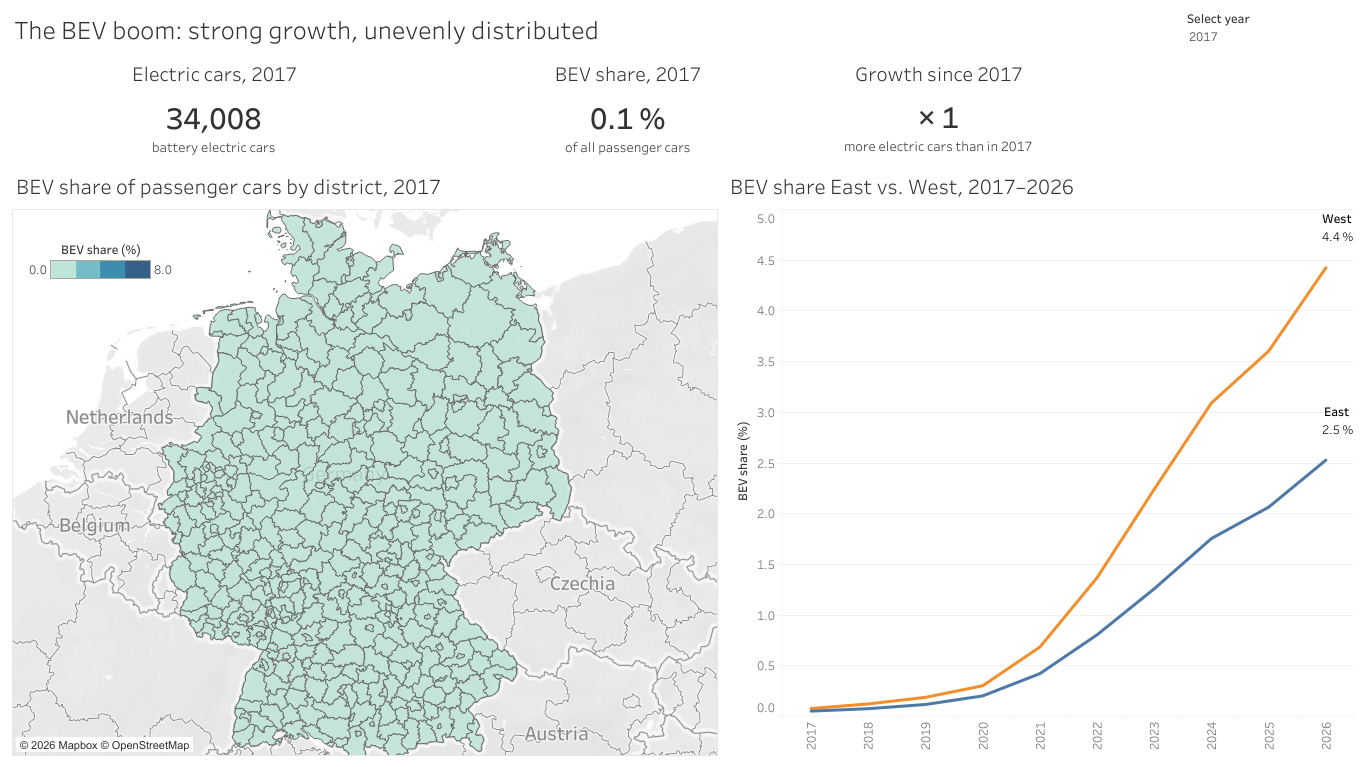 The BEV boom: strong growth, unevenly distributed
Select year
2017
Electric cars, 2017
34,008
battery electric cars
BEV share, 2017
0.1 %
of all passenger cars
Growth since 2017
× 1
more electric cars than in 2017
BEV share of passenger cars by district, 2017
BEV share (%)
0.0
8.0
Netherlands
Belgium
Germany
Czechia
Austria
© 2026 Mapbox © OpenStreetMap
BEV share East vs. West, 2017–2026
BEV share (%)
5.0
4.5
4.0
3.5
3.0
2.5
2.0
1.5
1.0
0.5
0.0
West
4.4 %
East
2.5 %
2017
2018
2019
2020
2021
2022
2023
2024
2025
2026